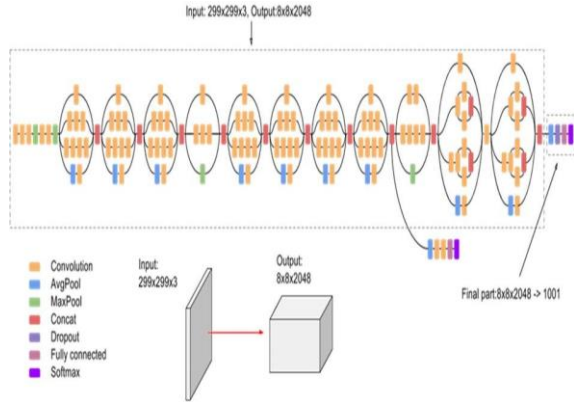 Input: 299x299x3, Output:8x8x2048
Convolution
AvgPool
MaxPool
Concat
Dropout
Fully connected
Softmax
Input:
299x299x3
Output:
8x8x2048
Final part:8x8x2048 -> 1001